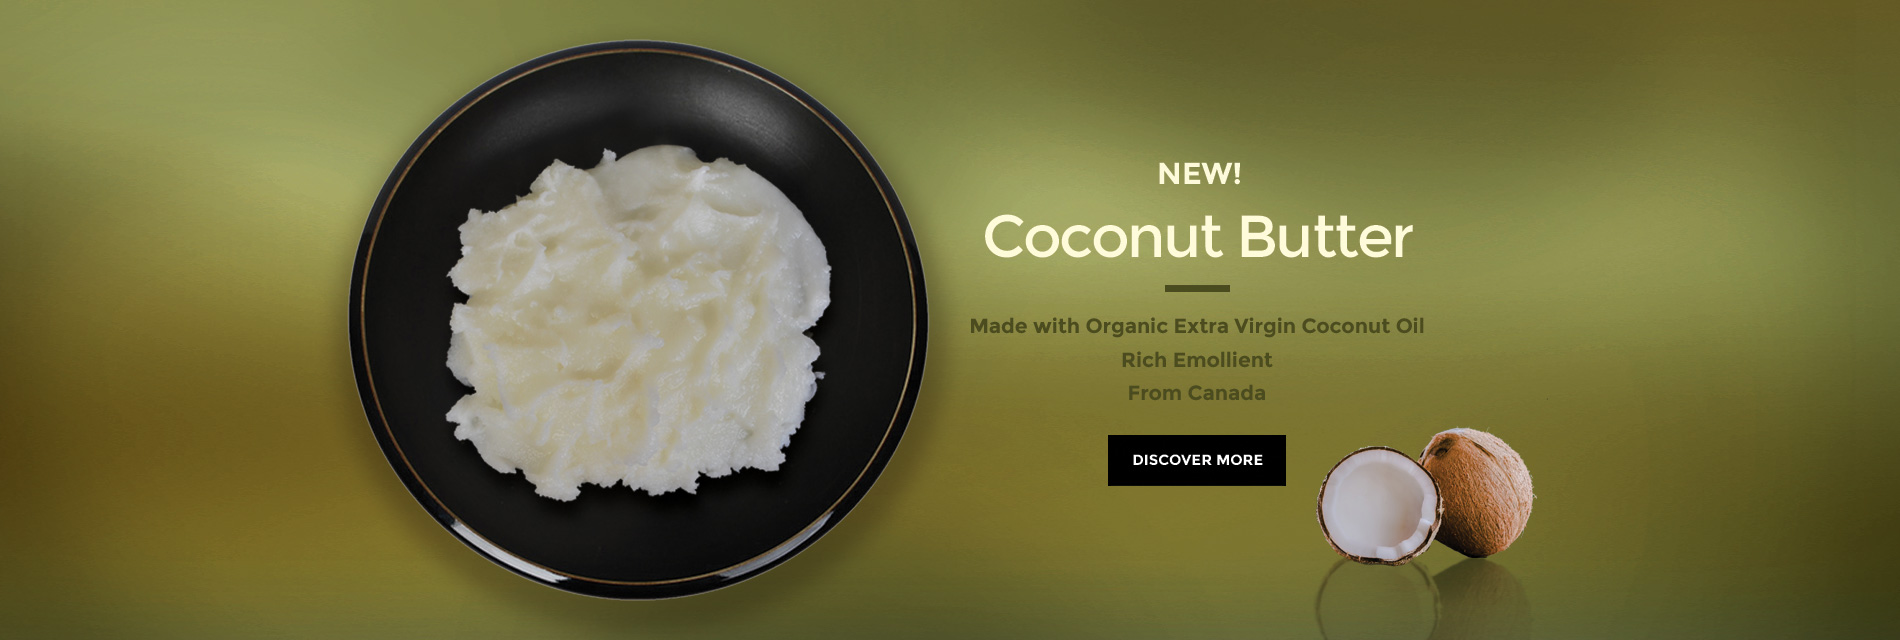 NEW!
Coconut Butter
Made with Organic Extra Virgin Coconut Oil
Rich Emollient
From Canada
DISCOVER MORE